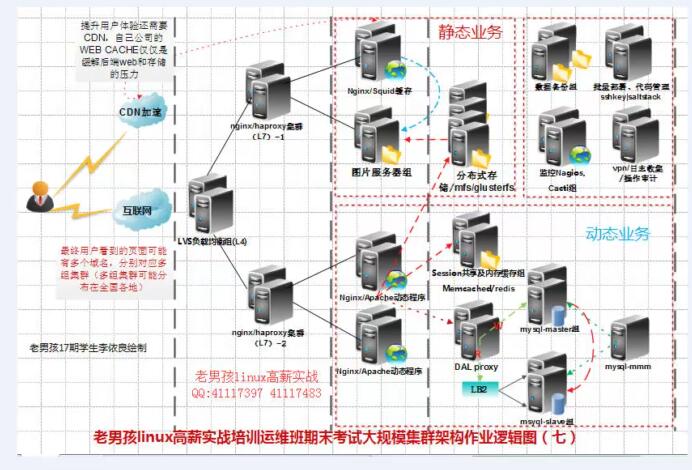 提升用户体验还需要
CDN，自己公司的
WEB CACHE仅仅是
缓解后端web和存储
的压力
CDN加速
互联网
最终用户看到的页面可能
有多个域名，分别对应多
组集群（多组集群可能分
布在全国各地）
老男孩17期学生李依良绘制
nginx/haproxy集群
（L7）-1
LVS负载均衡组(L4)
nginx/haproxy集群
（L7）-2
老男孩linux高薪实战
QQ:41117397 41117483
静态业务
Nginx/Squid缓存
图片服务器组
分布式存
储/mfs/glusterfs
数据备份组
批量部署、代码管理
sshkey|saltstack
监控Nagios,
Cacti组
vpn/日志收集
/操作审计
动态业务
Nginx/Apache动态程序
Nginx/Apache动态程序
Session共享及内存缓存组
Memcached/redis
W
R
DAL proxy
LB2
mysql-master组
mysql-mmm
msyql-slave组
老男孩linux高薪实战培训运维班期末考试大规模集群架构作业逻辑图（七）